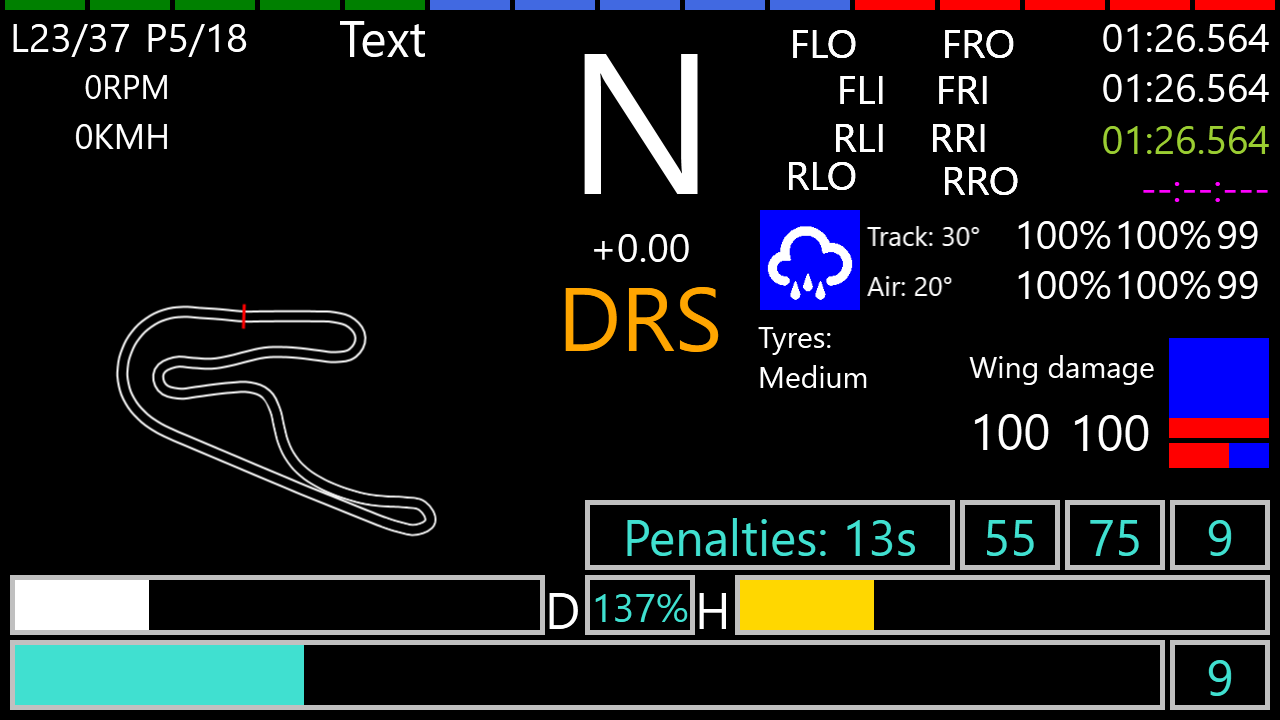 L23/37 P5/18
Text
0RPM
0KMH
N
+0.00
DRS
FLO FRO
FLI FRI
RLI RRI
RLO RRO
01:26.564
01:26.564
01:26.564
--:--:---
Track: 30°
Air: 20°
100% 100% 99
100% 100% 99
Tyres:
Medium
Wing damage
100 100
Penalties: 13s
55
75
9
D
137%
H
9